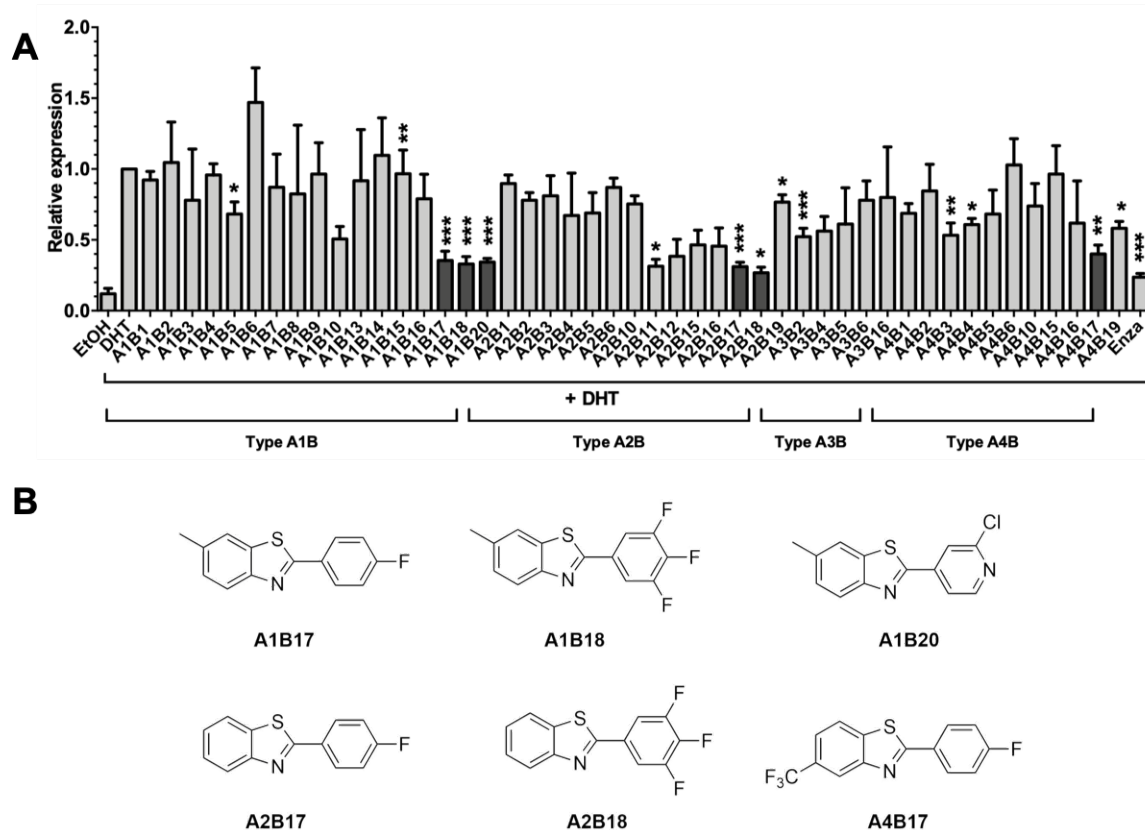 A
Relative expression
2.0
1.5
1.0
0.5
0.0
* ** *** *** *** * *** * * *** ** * ** * ***
EtOH DHT A1B1 A1B2 A1B3 A1B4 A1B5 A1B6 A1B7 A1B8 A1B9 A1B10 A1B13 A1B14 A1B15 A1B16 A1B17 A1B18 A1B20 A2B1 A2B2 A2B3 A2B4 A2B5 A2B6 A2B10 A2B11 A2B12 A2B15 A2B16 A2B17 A2B18 A2B19 A3B2 A3B4 A3B5 A3B6 A3B16 A4B1 A4B2 A4B3 A4B4 A4B5 A4B6 A4B10 A4B15 A4B16 A4B17 A4B19 Enza
+ DHT
Type A1B Type A2B Type A3B Type A4B
B
S N F
S N F F F
S N Cl N
A1B17 A1B18 A1B20
S N F
S N F F F
F3C S N F
A2B17 A2B18 A4B17